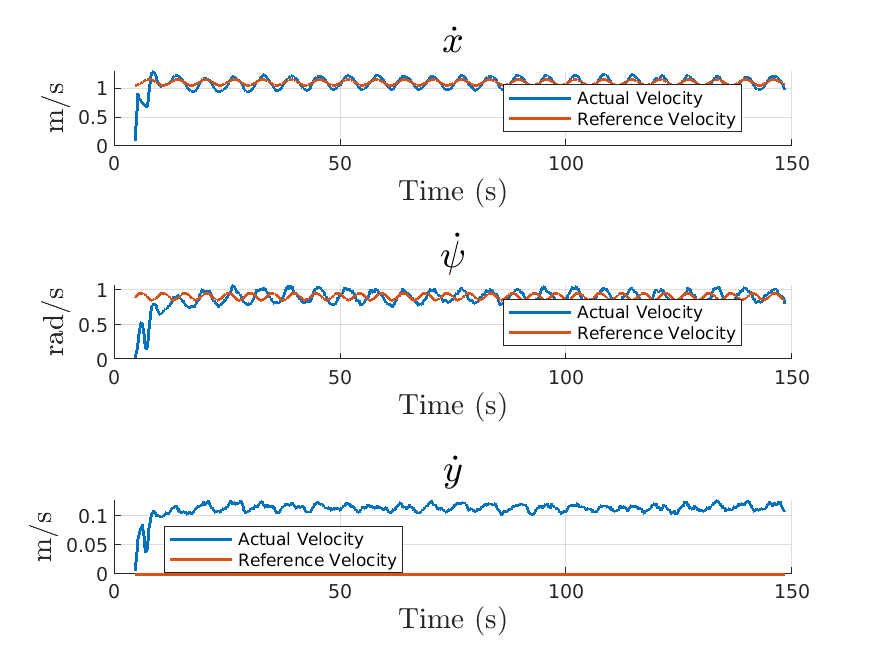 ẋ
m/s
1
0.5
0
Actual Velocity
Reference Velocity
0 50 100 150
Time (s)
ψ̇
rad/s
1
0.5
0
Actual Velocity
Reference Velocity
0 50 100 150
Time (s)
ẏ
m/s
0.1
0.05
0
Actual Velocity
Reference Velocity
0 50 100 150
Time (s)